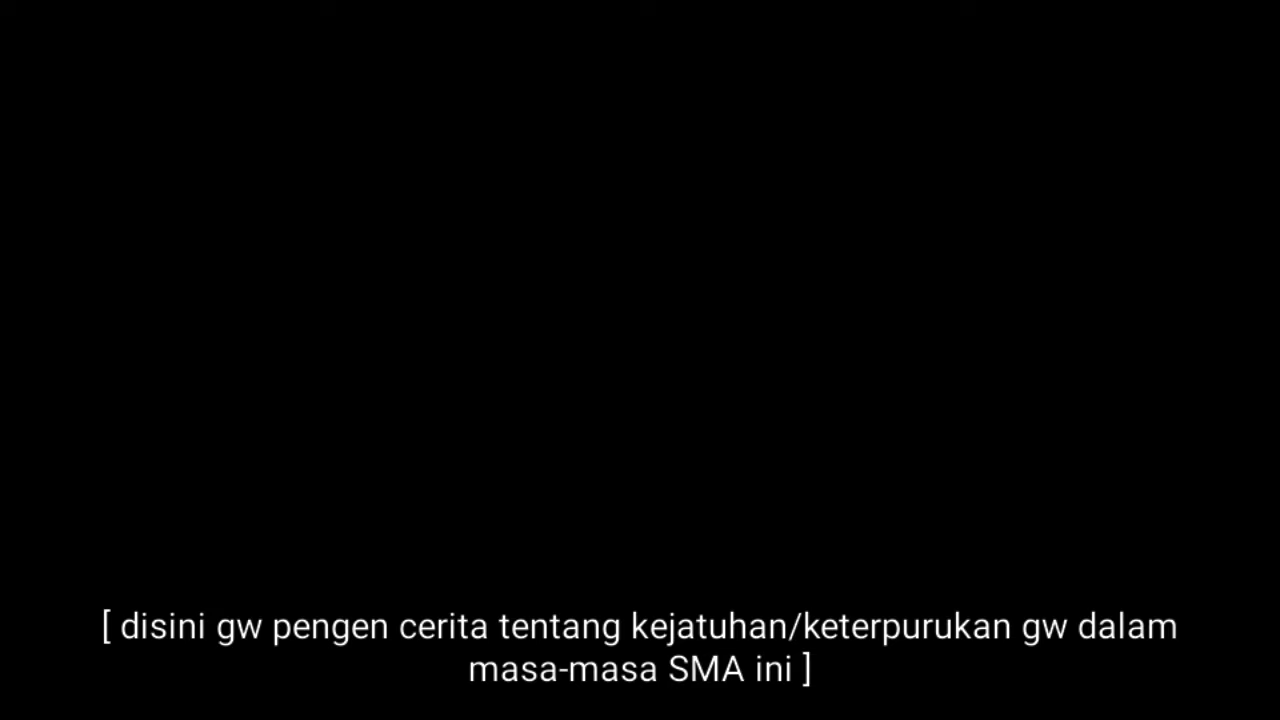 [ disini gw pengen cerita tentang kejatuhan/keterpurukan gw dalam
masa-masa SMA ini ]